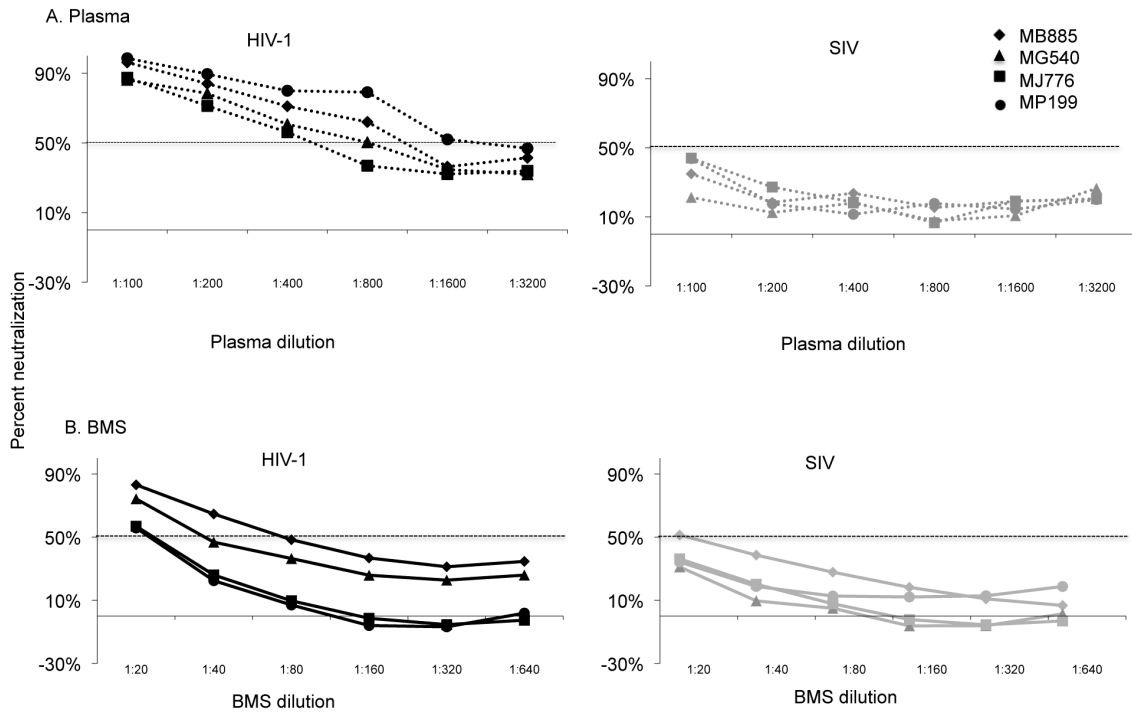 A. Plasma
HIV-1
90%
50%
10%
-30%
1:100 1:200 1:400 1:800 1:1600 1:3200
Plasma dilution
SIV
MB885
MG540
MJ776
MP199
90%
50%
10%
-30%
1:100 1:200 1:400 1:800 1:1600 1:3200
Plasma dilution
Percent neutralization
B. BMS
HIV-1
90%
50%
10%
-30%
1:20 1:40 1:80 1:160 1:320 1:640
BMS dilution
SIV
90%
50%
10%
-30%
1:20 1:40 1:80 1:160 1:320 1:640
BMS dilution